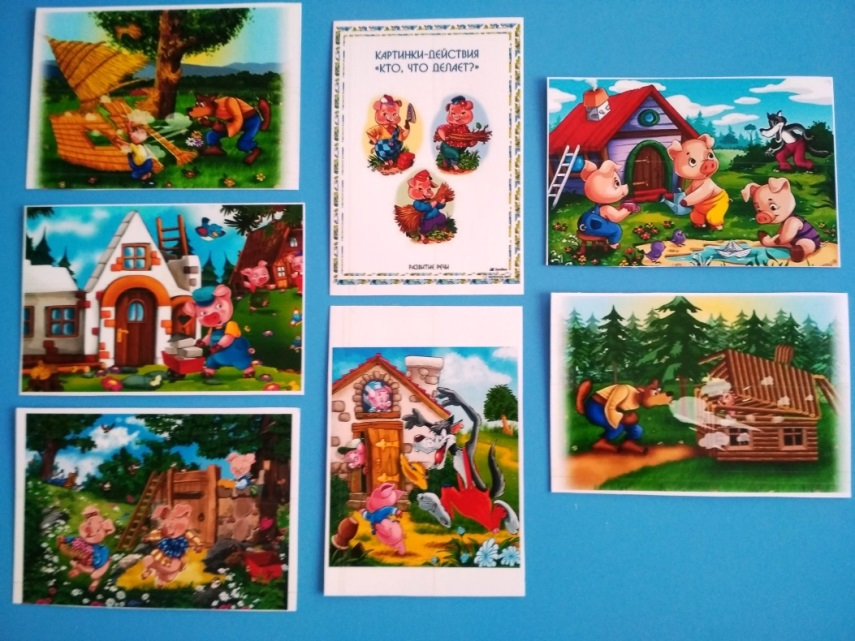 КАРТИНКИ-ДЕЙСТВИЯ
«КТО, ЧТО ДЕЛАЕТ?»
РАЗВИТИЕ РЕЧИ